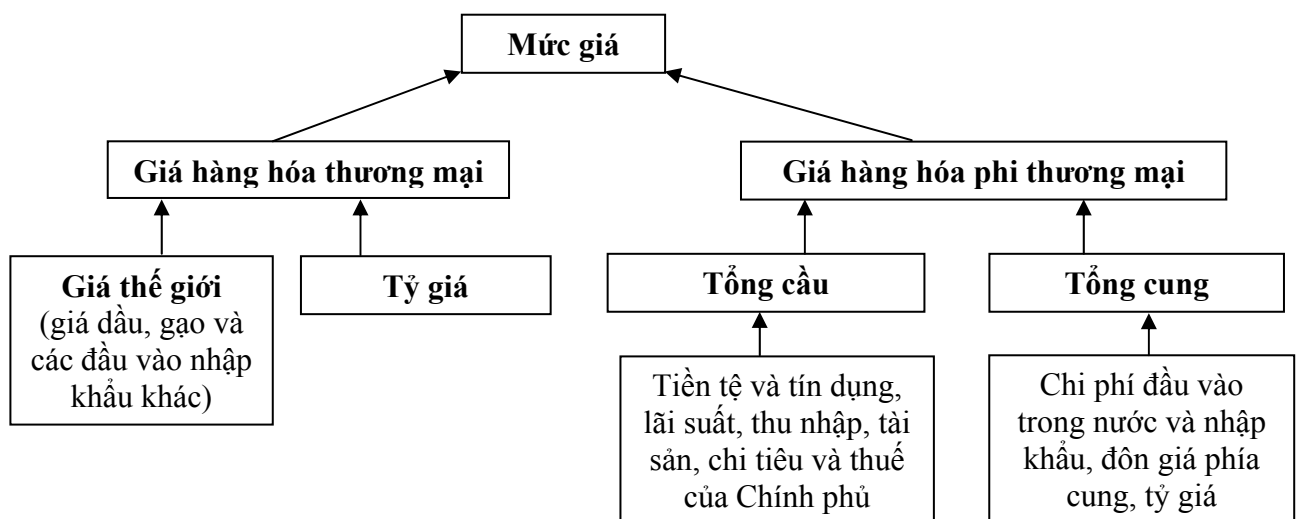 Mức giá
Giá hàng hóa thương mại
Giá hàng hóa phi thương mại
Giá thế giới
(giá dầu, gạo và
các đầu vào nhập
khẩu khác)
Tỷ giá
Tổng cầu
Tổng cung
Tiền tệ và tín dụng,
lãi suất, thu nhập, tài
sản, chi tiêu và thuế
của Chính phủ
Chi phí đầu vào
trong nước và nhập
khẩu, đôn giá phía
cung, tỷ giá